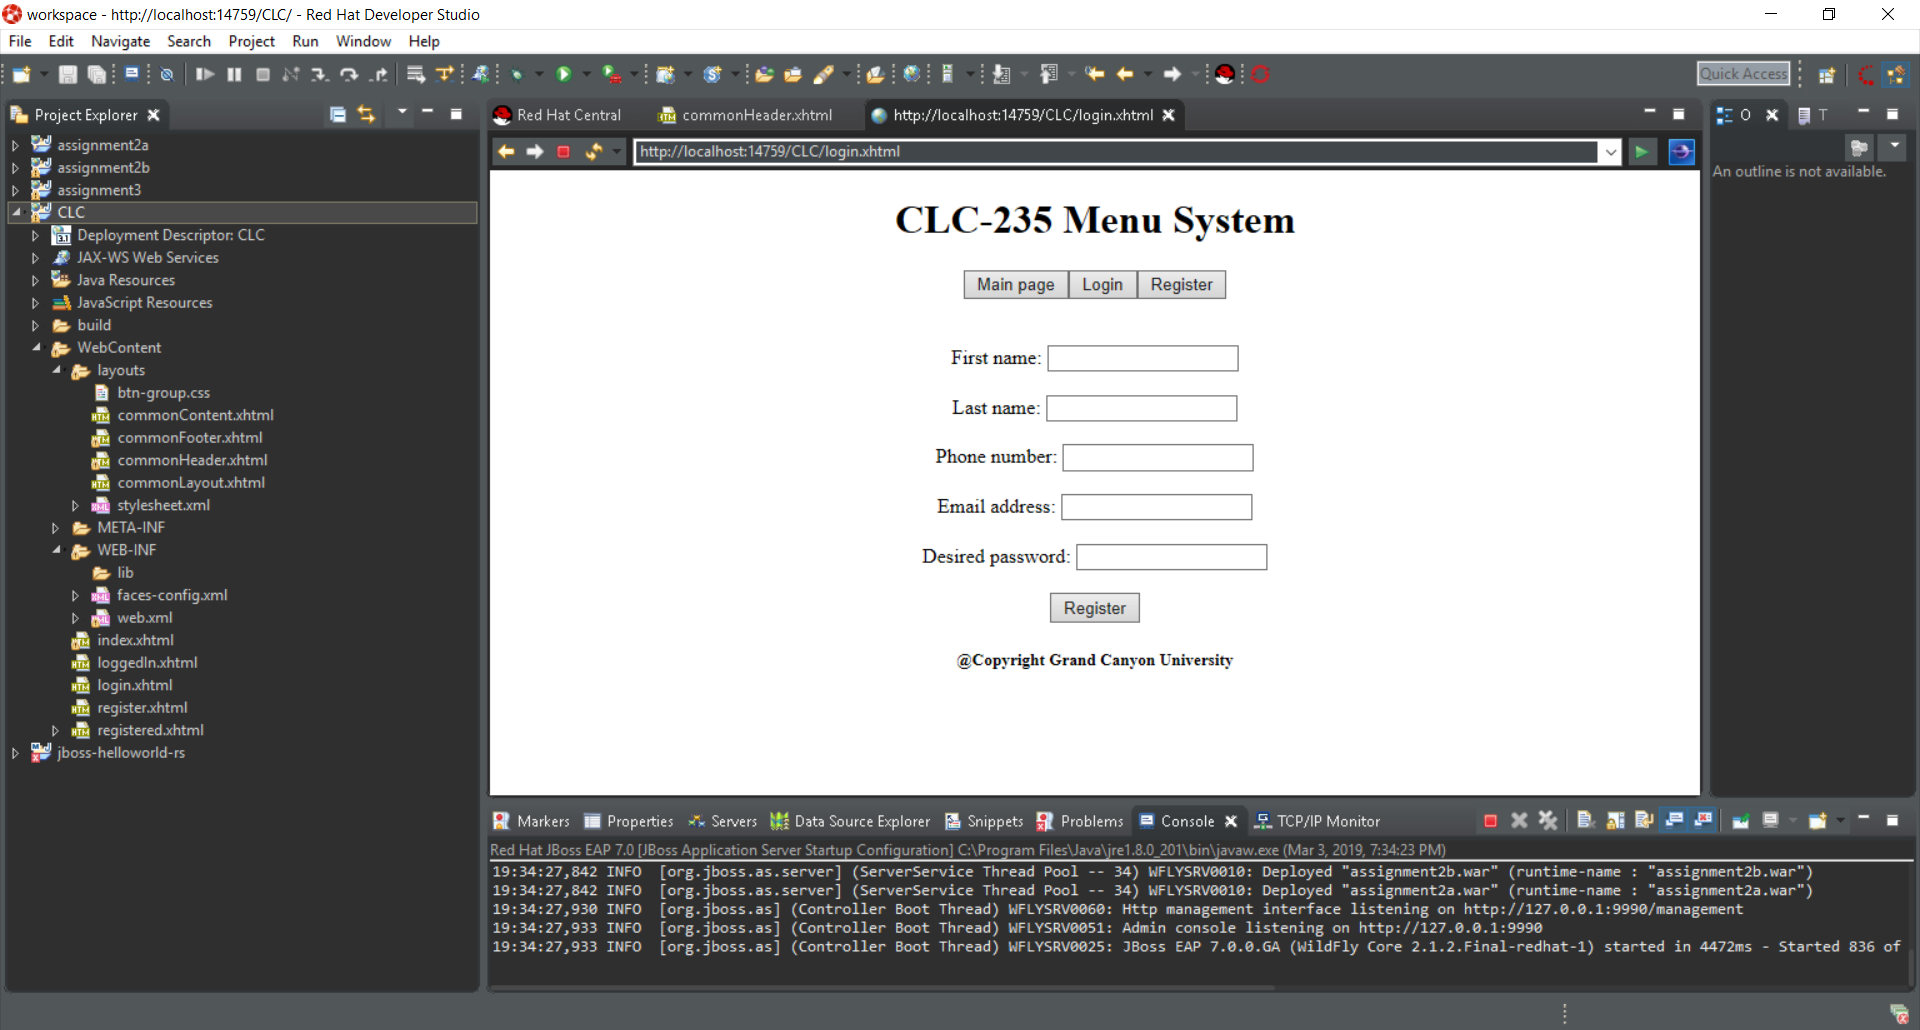 workspace - http://localhost:14759/CLC/ - Red Hat Developer Studio
File Edit Navigate Search Project Run Window Help
Quick Access
Project Explorer
assignment2a
assignment2b
assignment3
CLC
Deployment Descriptor: CLC
JAX-WS Web Services
Java Resources
JavaScript Resources
build
WebContent
layouts
btn-group.css
commonContent.xhtml
commonFooter.xhtml
commonHeader.xhtml
commonLayout.xhtml
stylesheet.xml
META-INF
WEB-INF
lib
faces-config.xml
web.xml
index.xhtml
loggedIn.xhtml
login.xhtml
register.xhtml
registered.xhtml
jboss-helloworld-rs
Red Hat Central commonHeader.xhtml http://localhost:14759/CLC/login.xhtml
http://localhost:14759/CLC/login.xhtml
CLC-235 Menu System
Main page Login Register
First name:
Last name:
Phone number:
Email address:
Desired password:
Register
@Copyright Grand Canyon University
O T
An outline is not available.
Markers Properties Servers Data Source Explorer Snippets Problems Console TCP/IP Monitor
Red Hat JBoss EAP 7.0 [JBoss Application Server Startup Configuration] C:\Program Files\Java\jre1.8.0_201\bin\javaw.exe (Mar 3, 2019, 7:34:23 PM)
19:34:27,842 INFO [org.jboss.as.server] (ServerService Thread Pool -- 34) WFLYSRV0010: Deployed "assignment2b.war" (runtime-name : "assignment2b.war")
19:34:27,842 INFO [org.jboss.as.server] (ServerService Thread Pool -- 34) WFLYSRV0010: Deployed "assignment2a.war" (runtime-name : "assignment2a.war")
19:34:27,930 INFO [org.jboss.as] (Controller Boot Thread) WFLYSRV0060: Http management interface listening on http://127.0.0.1:9990/management
19:34:27,933 INFO [org.jboss.as] (Controller Boot Thread) WFLYSRV0051: Admin console listening on http://127.0.0.1:9990
19:34:27,933 INFO [org.jboss.as] (Controller Boot Thread) WFLYSRV0025: JBoss EAP 7.0.0.GA (WildFly Core 2.1.2.Final-redhat-1) started in 4472ms - Started 836 of